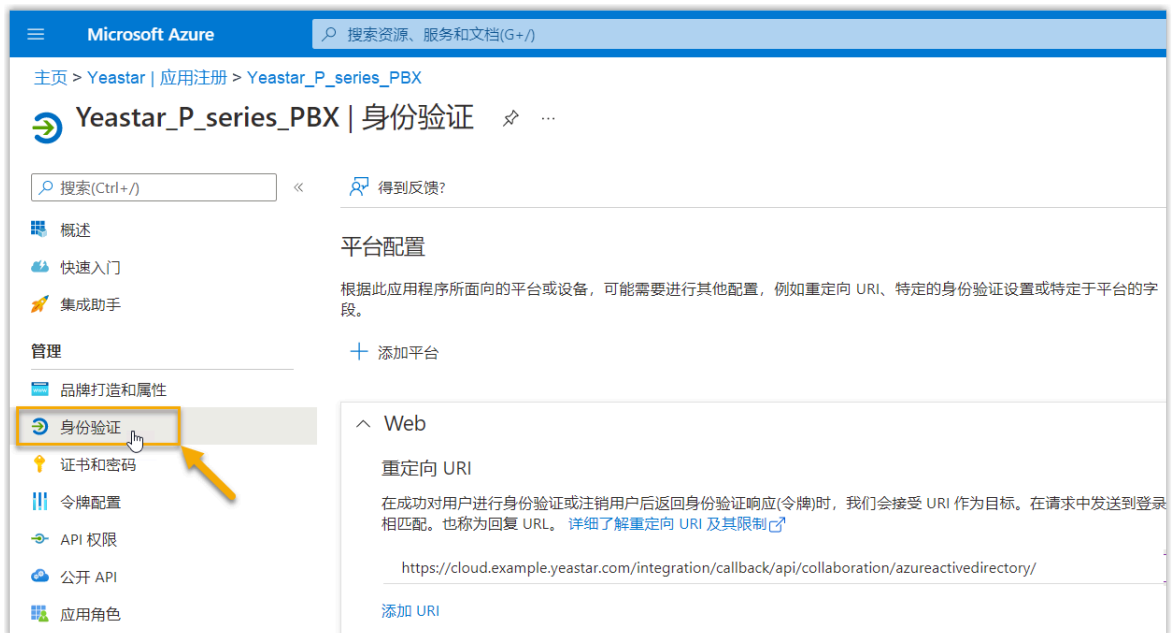 Microsoft Azure
搜索资源、服务和文档(G+/)
主页 > Yeastar | 应用注册 > Yeastar_P_series_PBX
Yeastar_P_series_PBX | 身份验证
搜索(Ctrl+/)
«
得到反馈?
概述
快速入门
集成助手
管理
品牌打造和属性
身份验证
证书和密码
令牌配置
API 权限
公开 API
应用角色
平台配置
根据此应用程序所面向的平台或设备，可能需要进行其他配置，例如重定向 URI、特定的身份验证设置或特定于平台的字
段。
添加平台
Web
重定向 URI
在成功对用户进行身份验证或注销用户后返回身份验证响应(令牌)时，我们会接受 URI 作为目标。在请求中发送到登录
相匹配。也称为回复 URL。 详细了解重定向 URI 及其限制
https://cloud.example.yeastar.com/integration/callback/api/collaboration/azureactivedirectory/
添加 URI